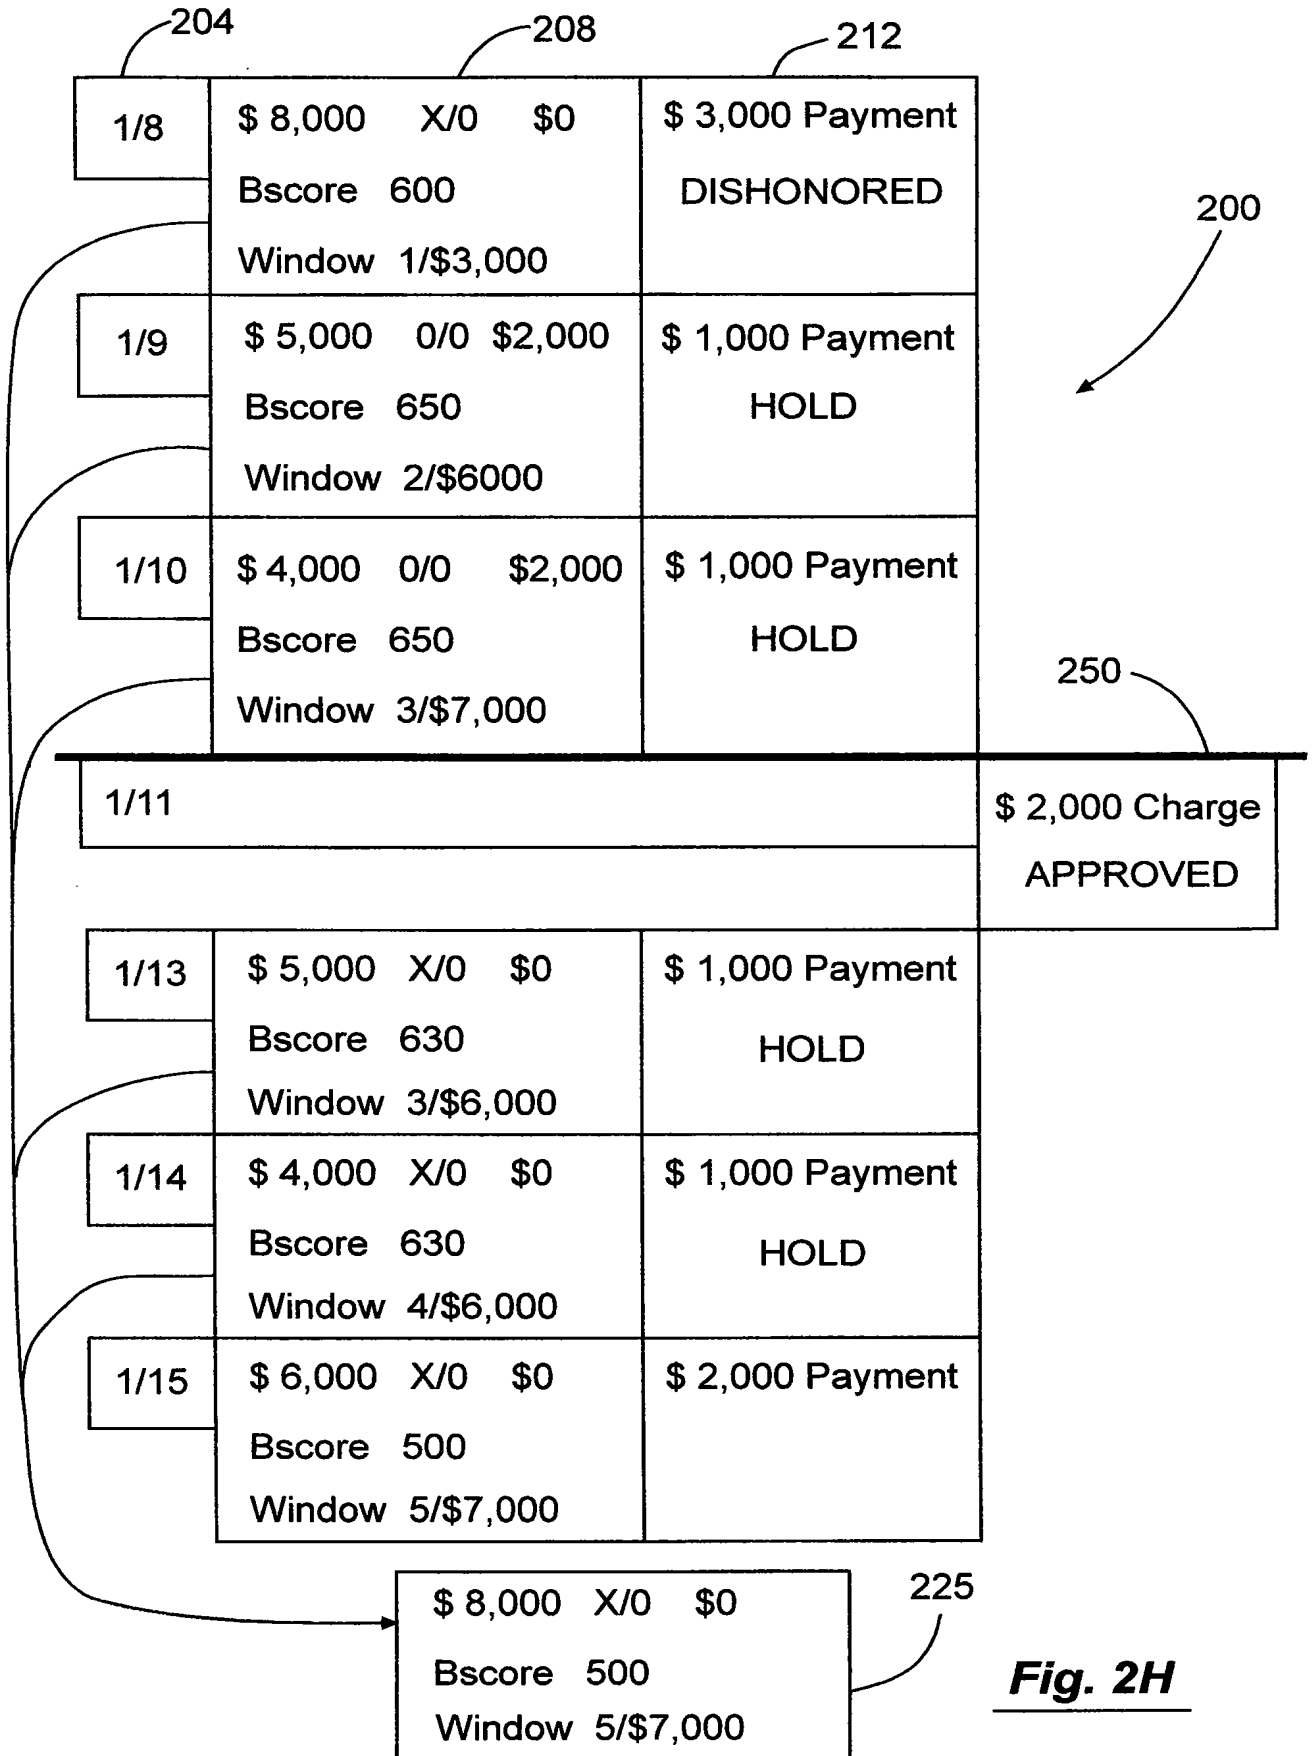 204
208
212
1/8
$ 8,000 X/0 $0
$ 3,000 Payment
Bscore 600
DISHONORED
Window 1/$3,000
200
1/9
$ 5,000 0/0 $2,000
$ 1,000 Payment
Bscore 650
HOLD
Window 2/$6000
1/10
$ 4,000 0/0 $2,000
$ 1,000 Payment
Bscore 650
HOLD
Window 3/$7,000
250
1/11
$ 2,000 Charge
APPROVED
1/13
$ 5,000 X/0 $0
$ 1,000 Payment
Bscore 630
HOLD
Window 3/$6,000
1/14
$ 4,000 X/0 $0
$ 1,000 Payment
Bscore 630
HOLD
Window 4/$6,000
1/15
$ 6,000 X/0 $0
$ 2,000 Payment
Bscore 500
Window 5/$7,000
225
$ 8,000 X/0 $0
Bscore 500
Window 5/$7,000
Fig. 2H